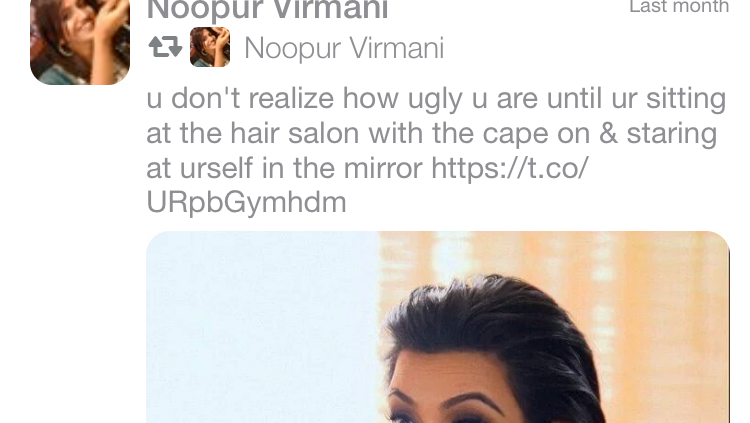 Noopur Virmani
Last month
Noopur Virmani
u don't realize how ugly u are until ur sitting
at the hair salon with the cape on & staring
at urself in the mirror https://t.co/
URpbGymhdm